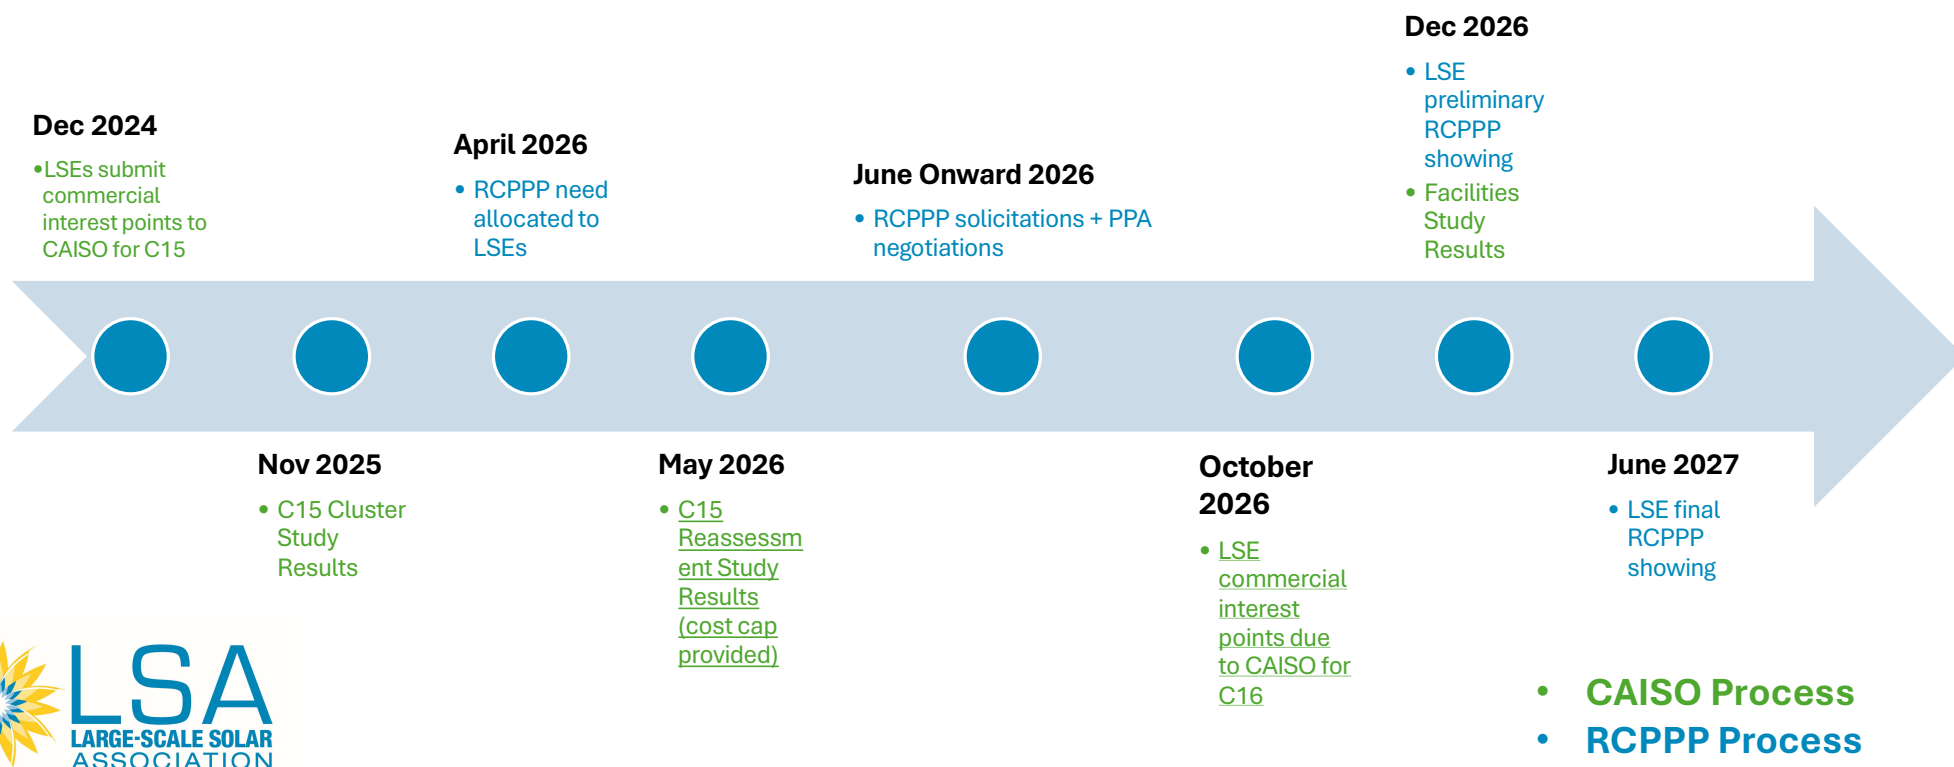 Dec 2024
•LSEs submit
commercial
interest points to
CAISO for C15
April 2026
• RCPPP need
allocated to
LSEs
June Onward 2026
• RCPPP solicitations + PPA
negotiations
Dec 2026
• LSE
preliminary
RCPPP
showing
• Facilities
Study
Results
Nov 2025
• C15 Cluster
Study
Results
May 2026
• C15
Reassessm
ent Study
Results
(cost cap
provided)
October
2026
• LSE
commercial
interest
points due
to CAISO for
C16
June 2027
• LSE final
RCPPP
showing
LSA
LARGE-SCALE SOLAR
ASSOCIATION
• CAISO Process
• RCPPP Process